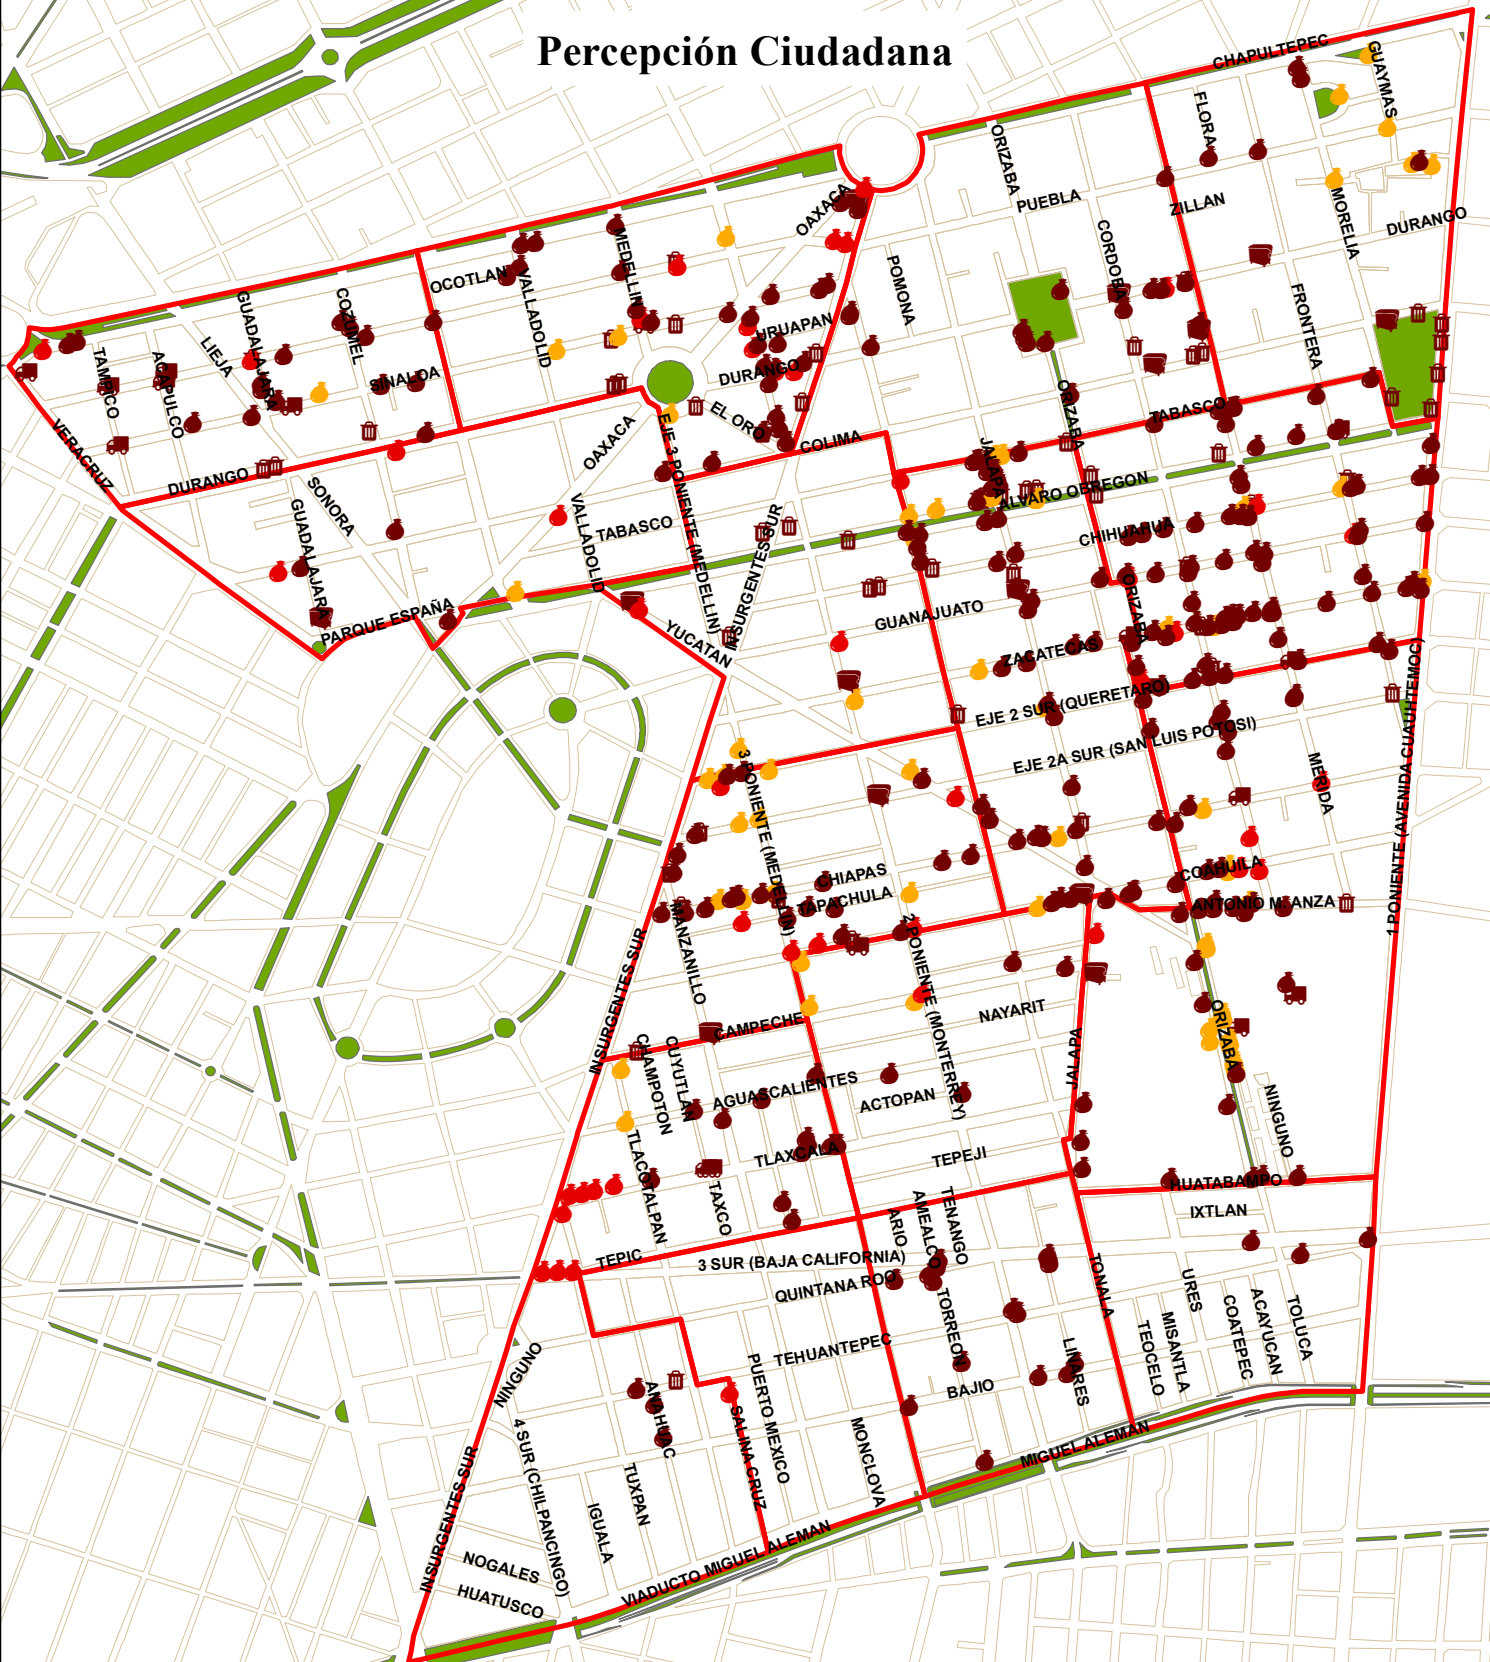 Percepción Ciudadana
CHAPULTEPEC
GUAYMAS
FLORA
ORIZABA
PUEBLA
ZILLAN
MORELIA
DURANGO
OAXACA
CORDOBA
POMONA
MEDELLIN
OCOTLAN
VALLADOLID
FRONTERA
COZUMEL
GUADALAJARA
LIEJA
ACAPULCO
TAMPICO
SINALOA
URUAPAN
DURANGO
EL ORO
COLIMA
TABASCO
ORIZABA
VERACRUZ
DURANGO
OAXACA
EJE 3 PONIENTE (MEDELLIN)
JALAPA
ALVARO OBREGON
SONORA
GUADALAJARA
VALLADOLID
TABASCO
INSURGENTES SUR
CHIHUAHUA
ORIZABA
GUANAJUATO
PARQUE ESPAÑA
YUCATAN
ZACATECAS
EJE 2 SUR (QUERETARO)
EJE 2A SUR (SAN LUIS POTOSI)
1 PONIENTE (AVENIDA CUAUHTEMOC)
MERIDA
3 PONIENTE (MEDELLIN)
CHIAPAS
TAPACHULA
COAHUILA
ANTONIO M. ANZA
MANZANILLO
2 PONIENTE (MONTERREY)
INSURGENTES SUR
CAMPECHE
NAYARIT
ORIZABA
JALAPA
CHAMPOTON
CUYUTLAN
AGUASCALIENTES
ACTOPAN
NINGUNO
TLACOTALPAN
TLAXCALA
TEPEJI
TAXCO
HUATABAMPO
IXTLAN
ARIO
AMEALCO
TENANGO
TEPIC
3 SUR (BAJA CALIFORNIA)
QUINTANA ROO
TONALA
URES
TORREON
MISANTLA
TEOCELO
COATEPEC
ACAYUCAN
TOLUCA
TEHUANTEPEC
LINARES
BAJIO
NINGUNO
PUERTO MEXICO
ANAHUAC
SALINA CRUZ
MONCLOVA
4 SUR (CHILPANCINGO)
TUXPAN
IGUALA
MIGUEL ALEMAN
INSURGENTES SUR
VIADUCTO MIGUEL ALEMAN
NOGALES
HUATUSCO